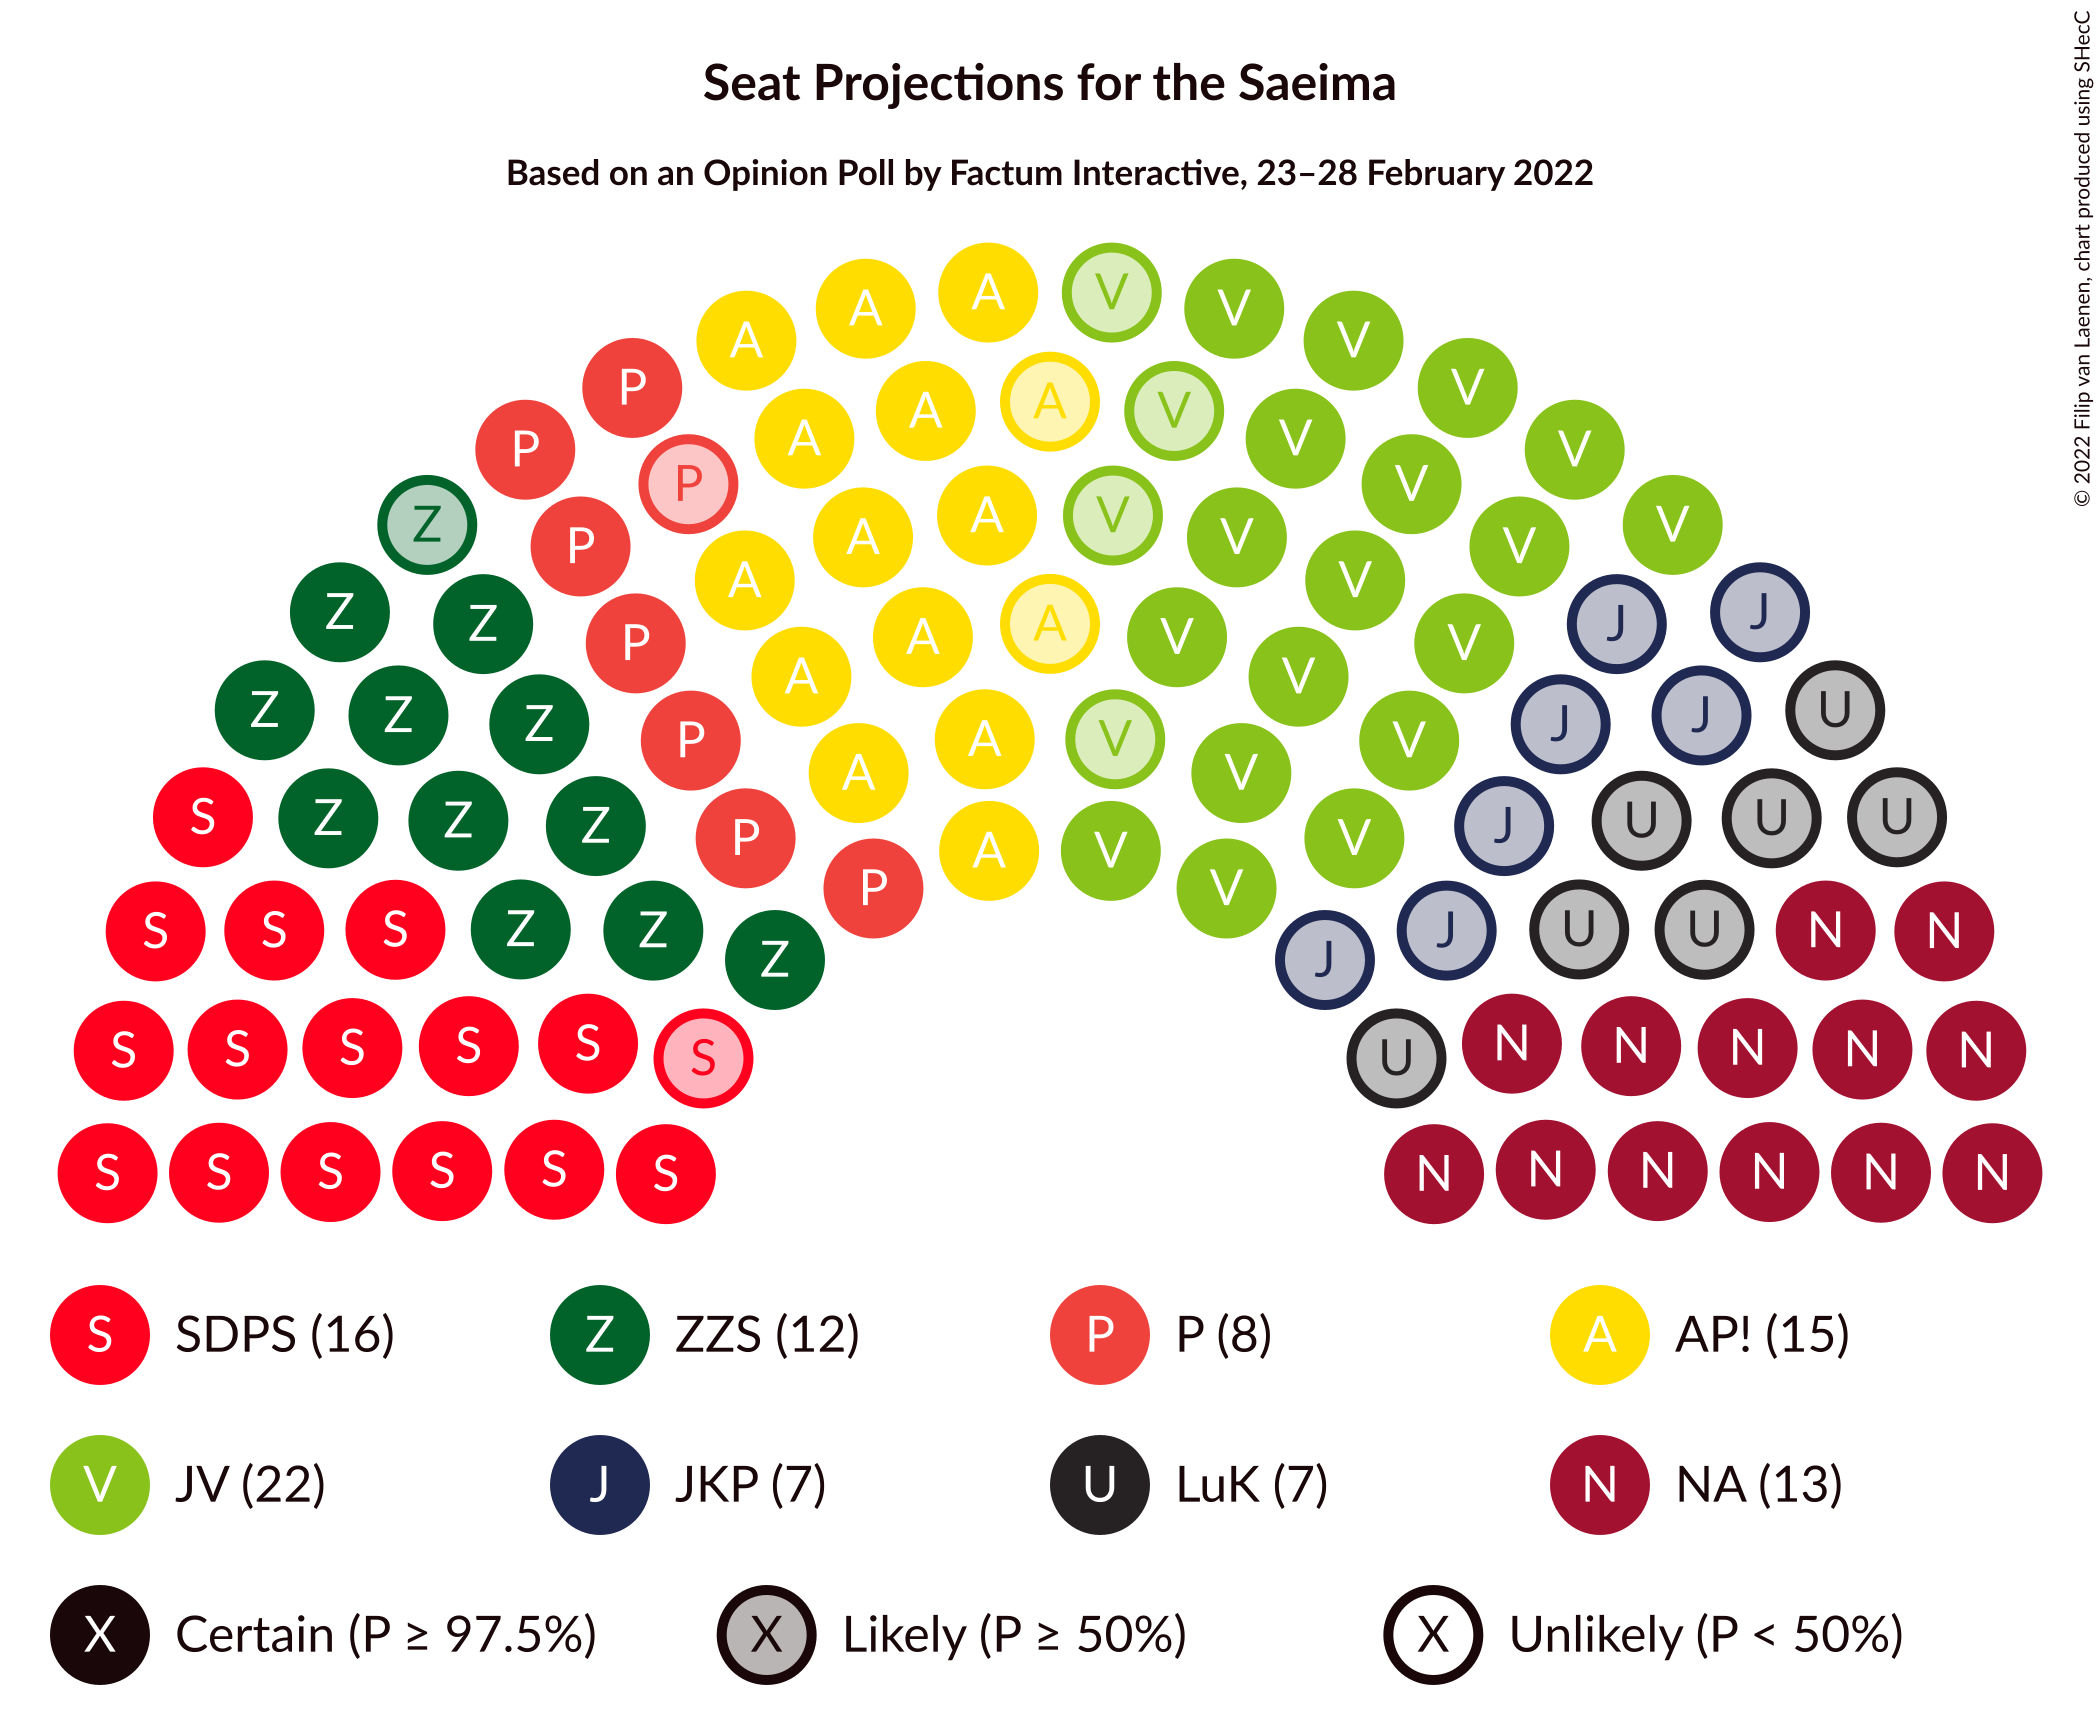 Seat Projections for the Saeima
Based on an Opinion Poll by Factum Interactive, 23–28 February 2022
© 2022 Filip van Laenen, chart produced using SHecC
A A A V V V
P A A V V
P P A V V V
Z P A A V V V V
Z Z P A A A V V V J J
Z Z Z P A A V V V J J U
S Z Z Z P A A V V V J U U U
S S S Z Z Z P V J J U U N N
S S S S S S U N N N N N
S S S S S S N N N N N N
S SDPS (16) Z ZZS (12) P P (8) A AP! (15)
V JV (22) J JKP (7) U LuK (7) N NA (13)
X Certain (P ≥ 97.5%) X Likely (P ≥ 50%) X Unlikely (P < 50%)